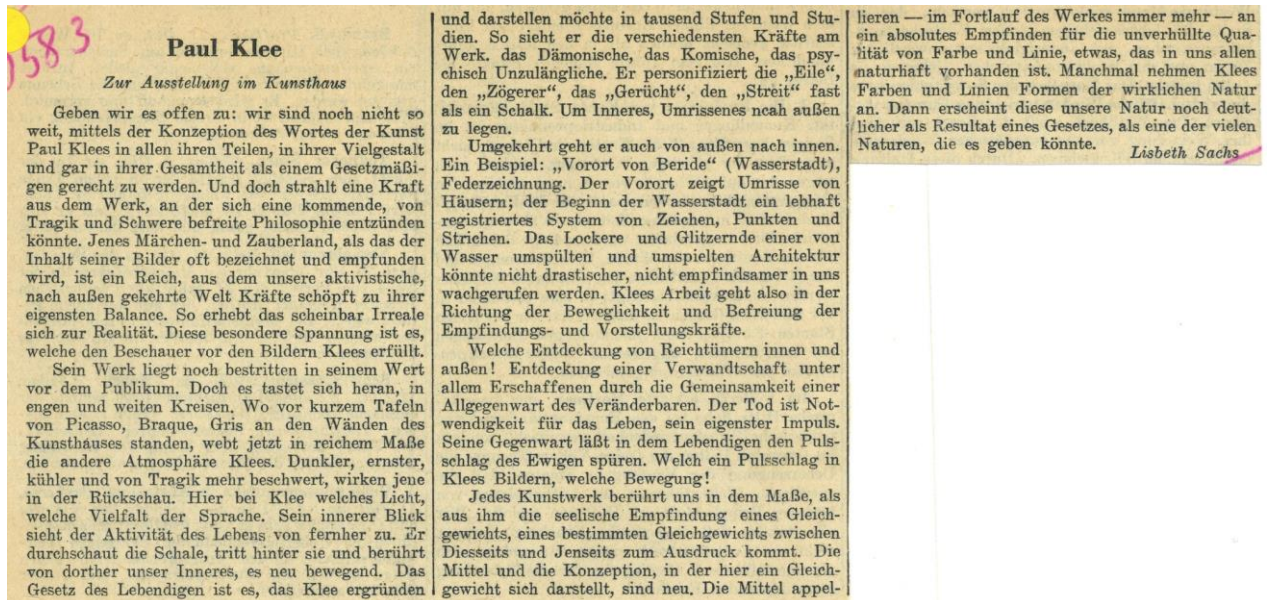 1583
Paul Klee
Zur Ausstellung im Kunsthaus
Geben wir es offen zu: wir sind noch nicht so
weit, mittels der Konzeption des Wortes der Kunst
Paul Klees in allen ihren Teilen, in ihrer Vielgestalt
und gar in ihrer Gesamtheit als einem Gesetzmäßi-
gen gerecht zu werden. Und doch strahlt eine Kraft
aus dem Werk, an der sich eine kommende, von
Tragik und Schwere befreite Philosophie entzünden
könnte. Jenes Märchen- und Zauberland, als das der
Inhalt seiner Bilder oft bezeichnet und empfunden
wird, ist ein Reich, aus dem unsere aktivistische,
nach außen gekehrte Welt Kräfte schöpft zu ihrer
eigensten Balance. So erhebt das scheinbar Irreale
sich zur Realität. Diese besondere Spannung ist es,
welche den Beschauer vor den Bildern Klees erfüllt.
Sein Werk liegt noch bestritten in seinem Wert
vor dem Publikum. Doch es tastet sich heran, in
engen und weiten Kreisen. Wo vor kurzem Tafeln
von Picasso, Braque, Gris an den Wänden des
Kunsthauses standen, webt jetzt in reichem Maße
die andere Atmosphäre Klees. Dunkler, ernster,
kühler und von Tragik mehr beschwert, wirken jene
in der Rückschau. Hier bei Klee welches Licht,
welche Vielfalt der Sprache. Sein innerer Blick
sieht der Aktivität des Lebens von fernher zu. Er
durchschaut die Schale, tritt hinter sie und berührt
von dorther unser Inneres, es neu bewegend. Das
Gesetz des Lebendigen ist es, das Klee ergründen
und darstellen möchte in tausend Stufen und Stu-
dien. So sieht er die verschiedensten Kräfte am
Werk. das Dämonische, das Komische, das psy-
chisch Unzulängliche. Er personifiziert die „Eile“,
den „Zögerer“, das „Gerücht“, den „Streit“ fast
als ein Schalk. Um Inneres, Umrissenes ncah außen
zu legen.
Umgekehrt geht er auch von außen nach innen.
Ein Beispiel: „Vorort von Beride“ (Wasserstadt),
Federzeichnung. Der Vorort zeigt Umrisse von
Häusern; der Beginn der Wasserstadt ein lebhaft
registriertes System von Zeichen, Punkten und
Strichen. Das Lockere und Glitzernde einer von
Wasser umspülten und umspielten Architektur
könnte nicht drastischer, nicht empfindsamer in uns
wachgerufen werden. Klees Arbeit geht also in der
Richtung der Beweglichkeit und Befreiung der
Empfindungs- und Vorstellungskräfte.
Welche Entdeckung von Reichtümern innen und
außen! Entdeckung einer Verwandtschaft unter
allem Erschaffenen durch die Gemeinsamkeit einer
Allgegenwart des Veränderbaren. Der Tod ist Not-
wendigkeit für das Leben, sein eigenster Impuls.
Seine Gegenwart läßt in dem Lebendigen den Puls-
schlag des Ewigen spüren. Welch ein Pulsschlag in
Klees Bildern, welche Bewegung!
Jedes Kunstwerk berührt uns in dem Maße, als
aus ihm die seelische Empfindung eines Gleich-
gewichts, eines bestimmten Gleichgewichts zwischen
Diesseits und Jenseits zum Ausdruck kommt. Die
Mittel und die Konzeption, in der hier ein Gleich-
gewicht sich darstellt, sind neu. Die Mittel appel-
lieren — im Fortlauf des Werkes immer mehr — an
ein absolutes Empfinden für die unverhüllte Qua-
lität von Farbe und Linie, etwas, das in uns allen
naturhaft vorhanden ist. Manchmal nehmen Klees
Farben und Linien Formen der wirklichen Natur
an. Dann erscheint diese unsere Natur noch deut-
licher als Resultat eines Gesetzes, als eine der vielen
Naturen, die es geben könnte.
Lisbeth Sachs